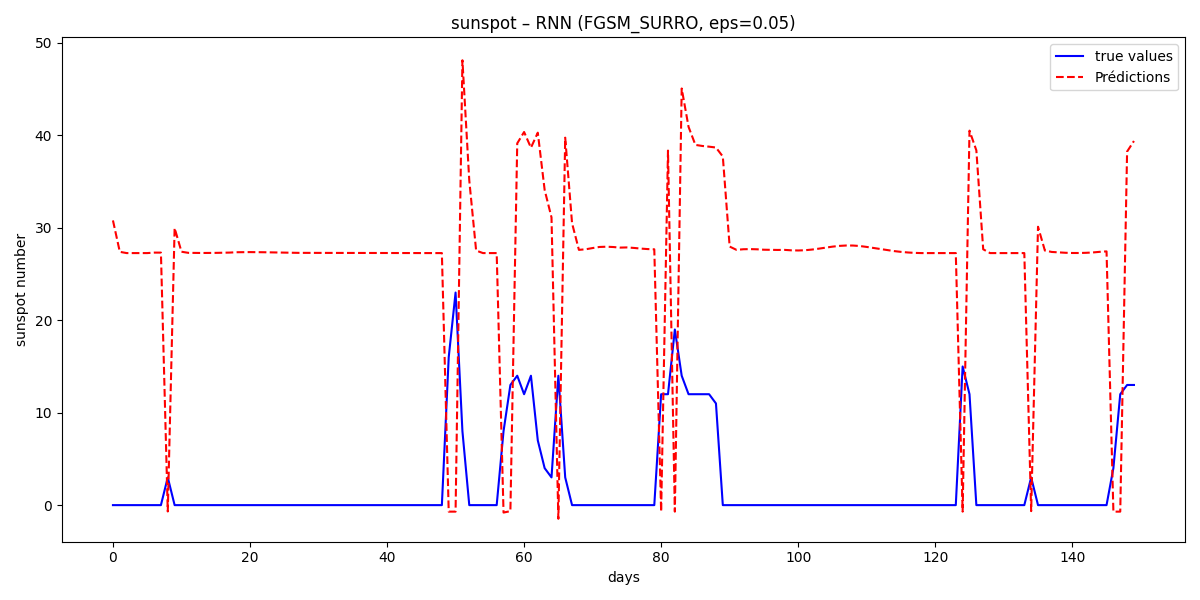 sunspot – RNN (FGSM_SURRO, eps=0.05)
true values
Prédictions
sunspot number
50
40
30
20
10
0
0 20 40 60 80 100 120 140
days